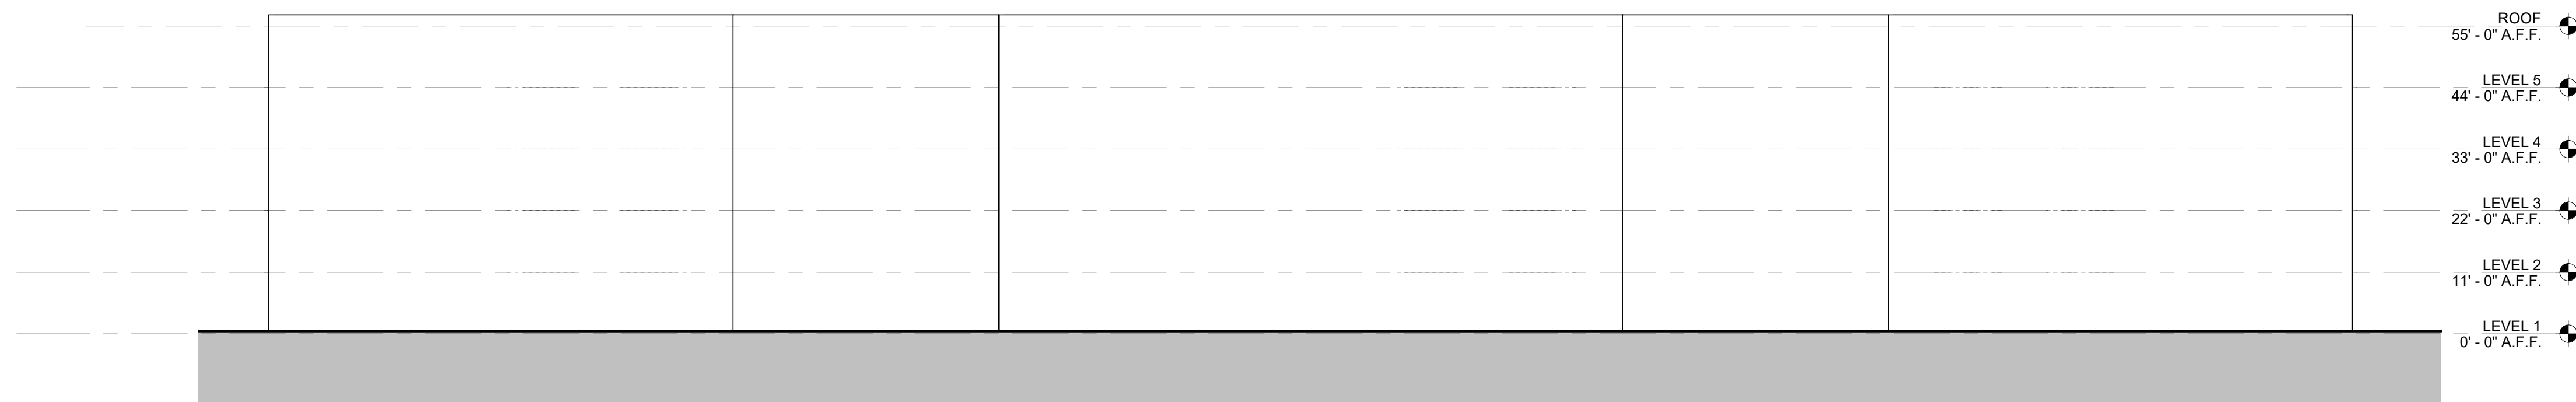 ROOF
55' - 0" A.F.F.
LEVEL 5
44' - 0" A.F.F.
LEVEL 4
33' - 0" A.F.F.
LEVEL 3
22' - 0" A.F.F.
LEVEL 2
11' - 0" A.F.F.
LEVEL 1
0' - 0" A.F.F.